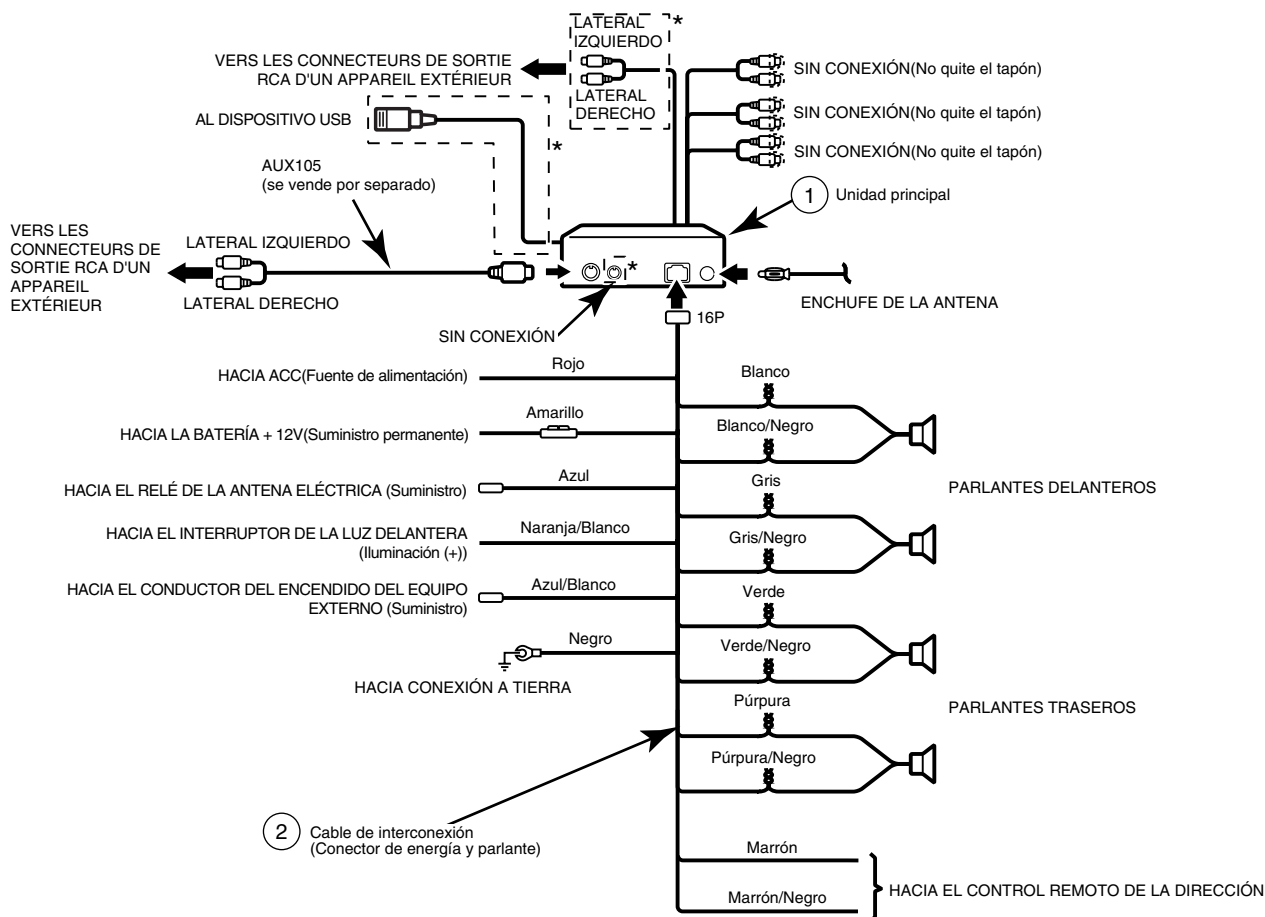 LATERAL
IZQUIERDO
*
VERS LES CONNECTEURS DE SORTIE
RCA D'UN APPAREIL EXTÉRIEUR
LATERAL
DERECHO
SIN CONEXIÓN(No quite el tapón)
SIN CONEXIÓN(No quite el tapón)
SIN CONEXIÓN(No quite el tapón)
AL DISPOSITIVO USB
*
AUX105
(se vende por separado)
1 Unidad principal
VERS LES
CONNECTEURS DE
SORTIE RCA D'UN
APPAREIL
EXTÉRIEUR
LATERAL IZQUIERDO
LATERAL DERECHO
*
ENCHUFE DE LA ANTENA
SIN CONEXIÓN
16P
HACIA ACC(Fuente de alimentación)
Rojo
HACIA LA BATERÍA + 12V(Suministro permanente)
Amarillo
HACIA EL RELÉ DE LA ANTENA ELÉCTRICA (Suministro)
Azul
HACIA EL INTERRUPTOR DE LA LUZ DELANTERA
(Iluminación (+))
Naranja/Blanco
HACIA EL CONDUCTOR DEL ENCENDIDO DEL EQUIPO
EXTERNO (Suministro)
Azul/Blanco
Negro
HACIA CONEXIÓN A TIERRA
Blanco
Blanco/Negro
Gris
PARLANTES DELANTEROS
Gris/Negro
Verde
Verde/Negro
Púrpura
PARLANTES TRASEROS
Púrpura/Negro
2 Cable de interconexión
(Conector de energía y parlante)
Marrón
Marrón/Negro
HACIA EL CONTROL REMOTO DE LA DIRECCIÓN